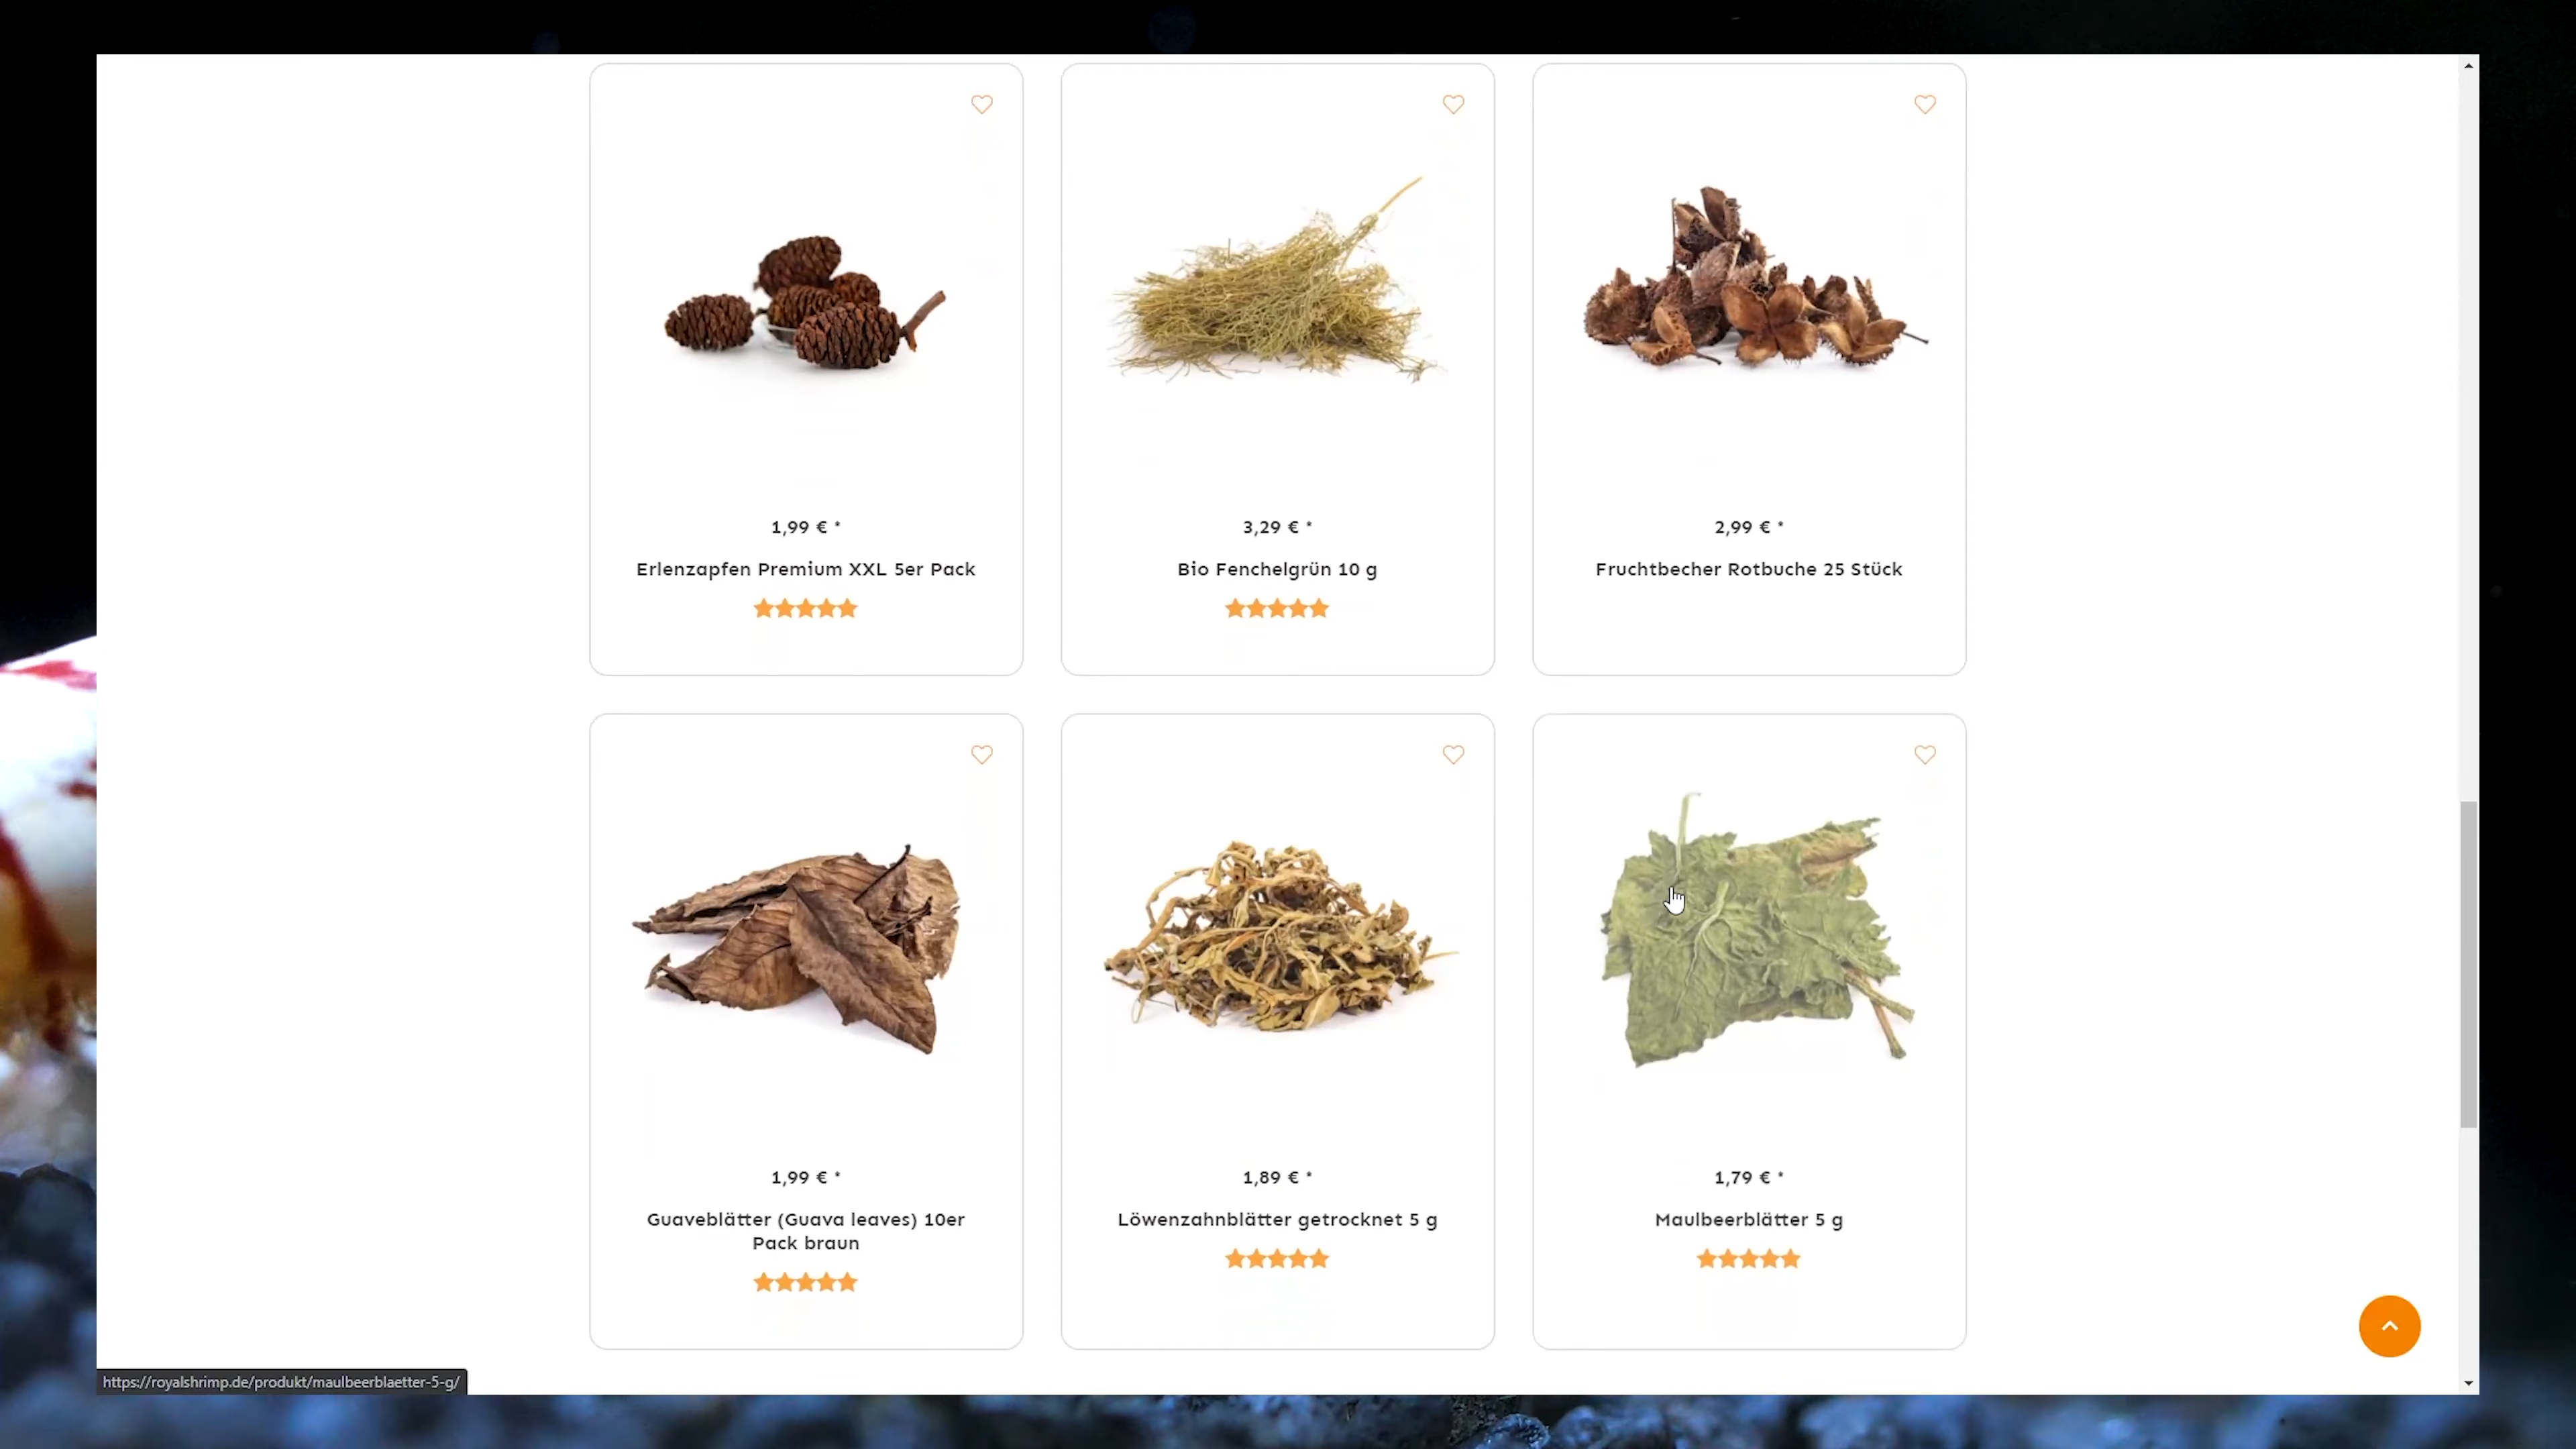 1,99 € *
Erlenzapfen Premium XXL 5er Pack
3,29 € *
Bio Fenchelgrün 10 g
2,99 € *
Fruchtbecher Rotbuche 25 Stück
1,99 € *
Guaveblätter (Guava leaves) 10er
Pack braun
1,89 € *
Löwenzahnblätter getrocknet 5 g
1,79 € *
Maulbeerblätter 5 g
https://royalshrimp.de/produkt/maulbeerblaetter-5-g/